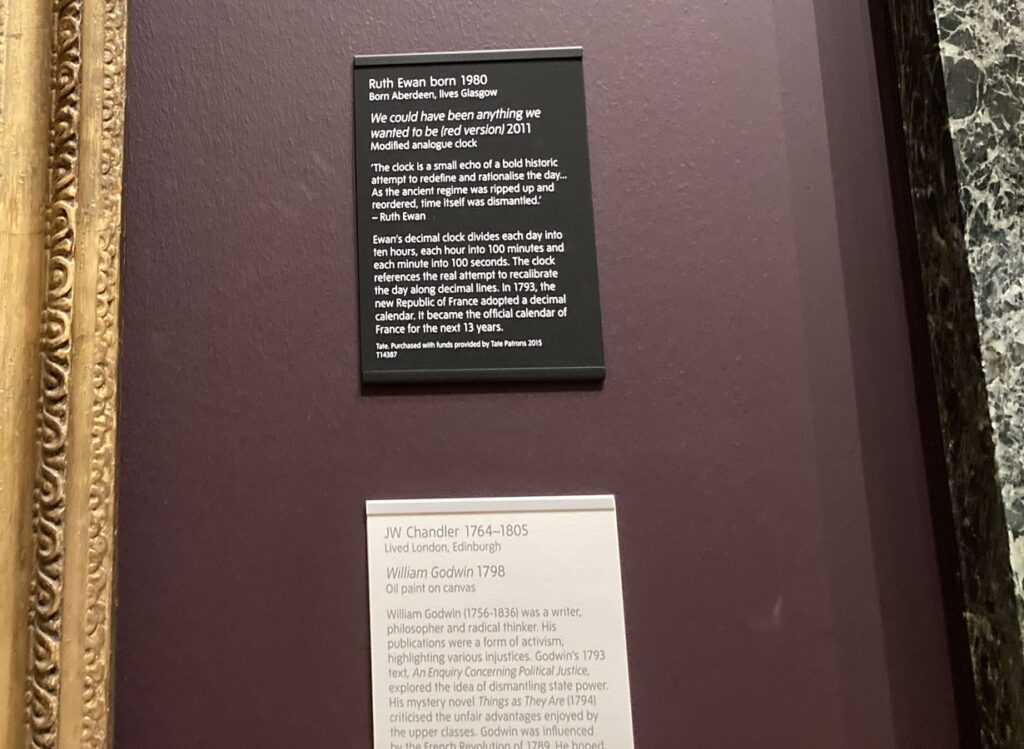 Ruth Ewan born 1980
Born Aberdeen, lives Glasgow
We could have been anything we
wanted to be (red version) 2011
Modified analogue clock
'The clock is a small echo of a bold historic
attempt to redefine and rationalise the day...
As the ancient regime was ripped up and
reordered, time itself was dismantled.'
– Ruth Ewan
Ewan's decimal clock divides each day into
ten hours, each hour into 100 minutes and
each minute into 100 seconds. The clock
references the real attempt to recalibrate
the day along decimal lines. In 1793, the
new Republic of France adopted a decimal
calendar. It became the official calendar of
France for the next 13 years.
Tate. Purchased with funds provided by Tate Patrons 2015
T14387
JW Chandler 1764–1805
Lived London, Edinburgh
William Godwin 1798
Oil paint on canvas
William Godwin (1756-1836) was a writer,
philosopher and radical thinker. His
publications were a form of activism,
highlighting various injustices. Godwin's 1793
text, An Enquiry Concerning Political Justice,
explored the idea of dismantling state power.
His mystery novel Things as They Are (1794)
criticised the unfair advantages enjoyed by
the upper classes. Godwin was influenced
by the French Revolution of 1789. He hoped